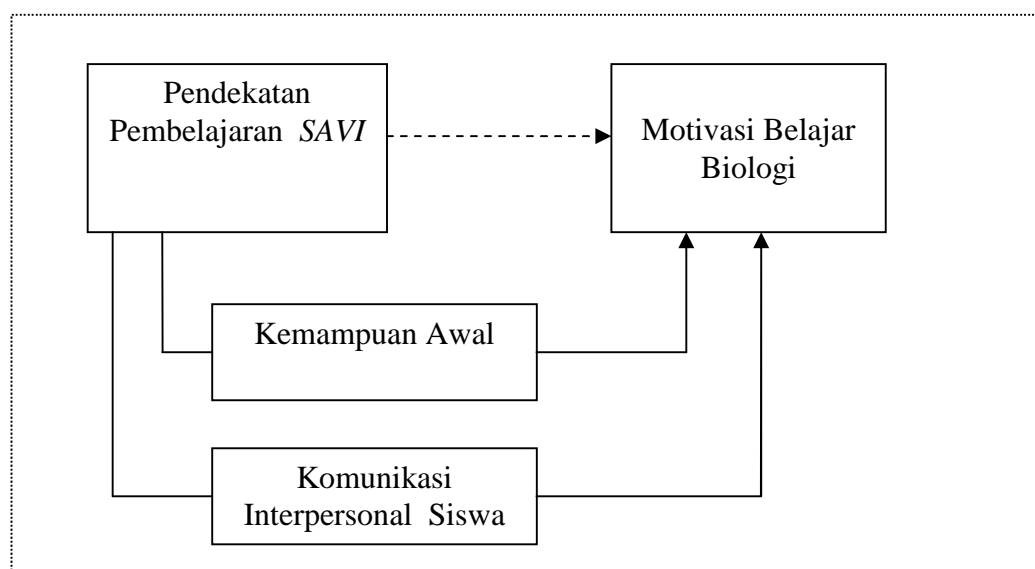 Pendekatan
Pembelajaran SAVI
Motivasi Belajar
Biologi
Kemampuan Awal
Komunikasi
Interpersonal Siswa